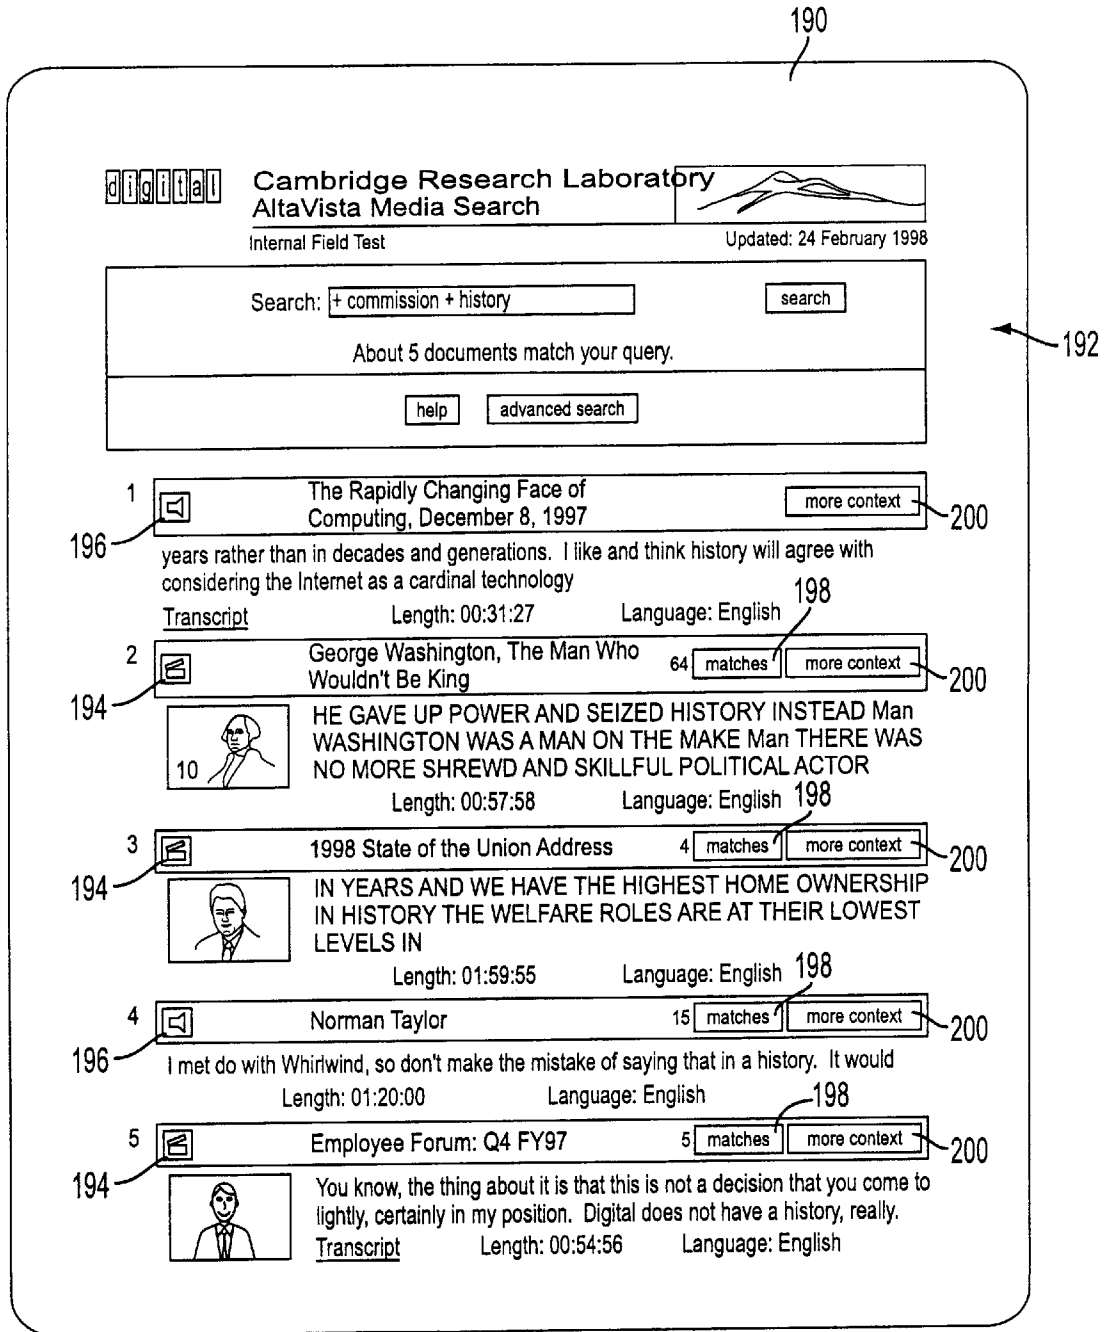 190
digital
Cambridge Research Laboratory
AltaVista Media Search
Internal Field Test
Updated: 24 February 1998
Search: + commission + history search
192
About 5 documents match your query.
help advanced search
1 The Rapidly Changing Face of
Computing, December 8, 1997
more context
200
196
years rather than in decades and generations. I like and think history will agree with
considering the Internet as a cardinal technology
198
Transcript Length: 00:31:27 Language: English
2 George Washington, The Man Who
Wouldn't Be King
64 matches more context
200
194
10
HE GAVE UP POWER AND SEIZED HISTORY INSTEAD Man
WASHINGTON WAS A MAN ON THE MAKE Man THERE WAS
NO MORE SHREWD AND SKILLFUL POLITICAL ACTOR
Length: 00:57:58 Language: English 198
3 1998 State of the Union Address 4 matches more context
200
194
IN YEARS AND WE HAVE THE HIGHEST HOME OWNERSHIP
IN HISTORY THE WELFARE ROLES ARE AT THEIR LOWEST
LEVELS IN
Length: 01:59:55 Language: English 198
4 Norman Taylor 15 matches more context
200
196
I met do with Whirlwind, so don't make the mistake of saying that in a history. It would
Length: 01:20:00 Language: English 198
5 Employee Forum: Q4 FY97 5 matches more context
200
194
You know, the thing about it is that this is not a decision that you come to
lightly, certainly in my position. Digital does not have a history, really.
Transcript Length: 00:54:56 Language: English